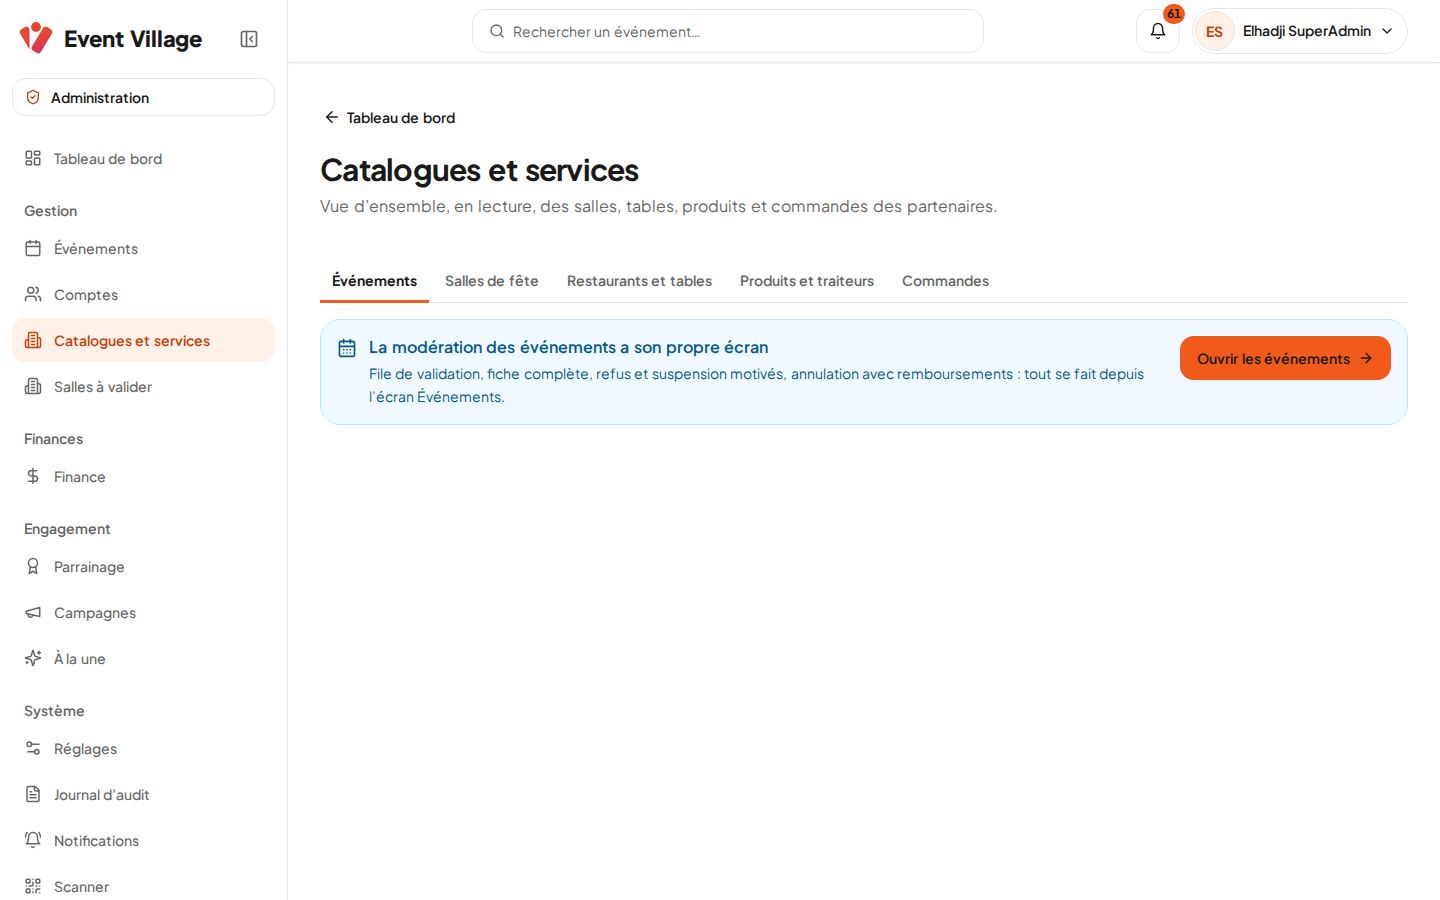 Event Village
Administration
Tableau de bord
Gestion
Événements
Comptes
Catalogues et services
Salles à valider
Finances
Finance
Engagement
Parrainage
Campagnes
À la une
Système
Réglages
Journal d’audit
Notifications
Scanner
Rechercher un événement…
61
ES
Elhadji SuperAdmin
Tableau de bord
Catalogues et services
Vue d’ensemble, en lecture, des salles, tables, produits et commandes des partenaires.
Événements
Salles de fête
Restaurants et tables
Produits et traiteurs
Commandes
La modération des événements a son propre écran
File de validation, fiche complète, refus et suspension motivés, annulation avec remboursements : tout se fait depuis
l’écran Événements.
Ouvrir les événements